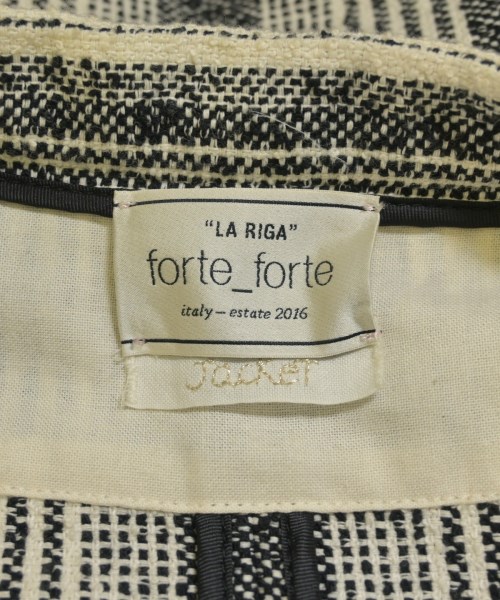 "LA RIGA"
forte_forte
italy – estate 2016
Jacket